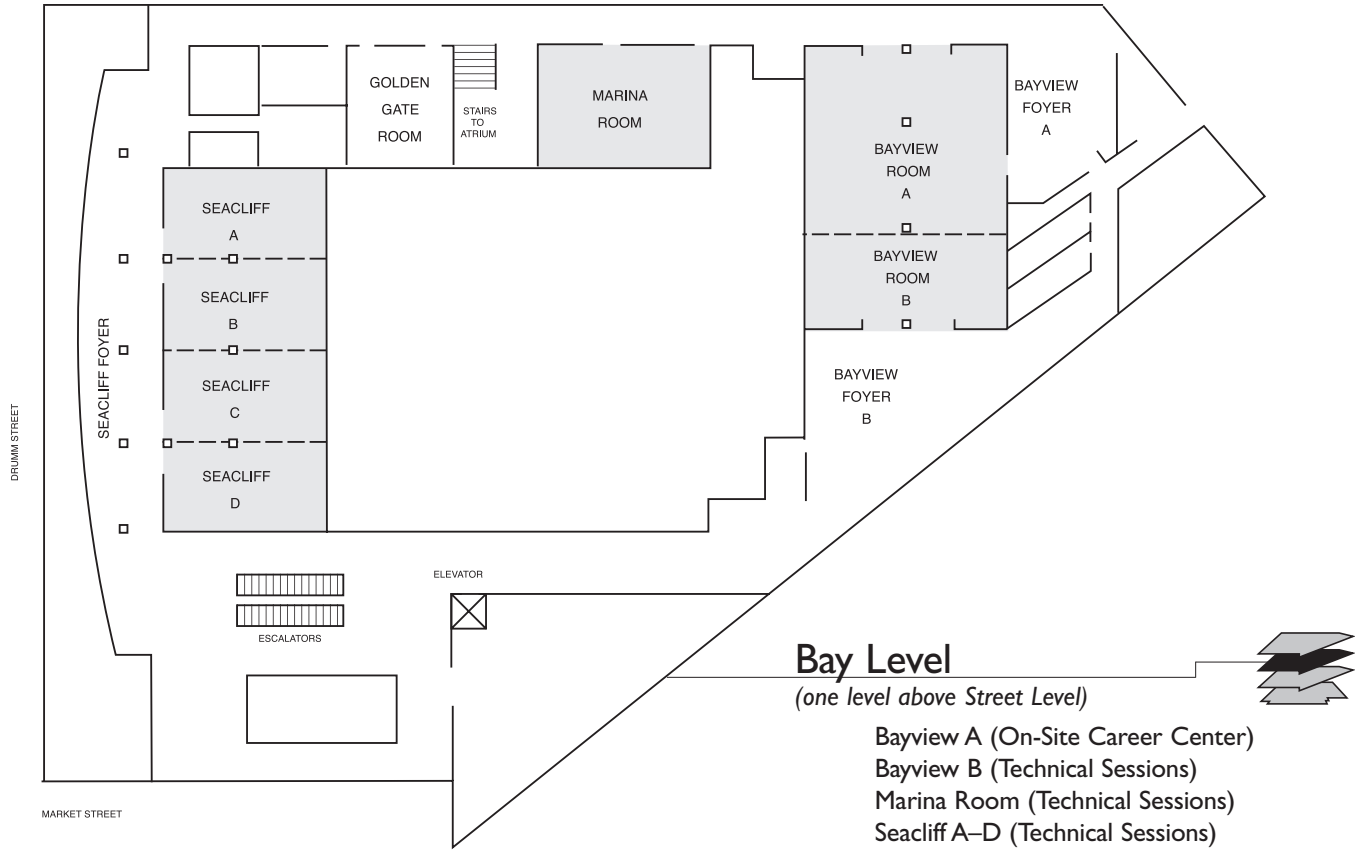 GOLDEN
GATE
ROOM
STAIRS
TO
ATRIUM
MARINA
ROOM
BAYVIEW
FOYER
A
BAYVIEW
ROOM
A
SEACLIFF
A
BAYVIEW
ROOM
B
SEACLIFF
B
SEACLIFF FOYER
SEACLIFF
C
BAYVIEW
FOYER
B
DRUMM STREET
SEACLIFF
D
ELEVATOR
ESCALATORS
Bay Level
(one level above Street Level)
Bayview A (On-Site Career Center)
Bayview B (Technical Sessions)
Marina Room (Technical Sessions)
Seacliff A–D (Technical Sessions)
MARKET STREET